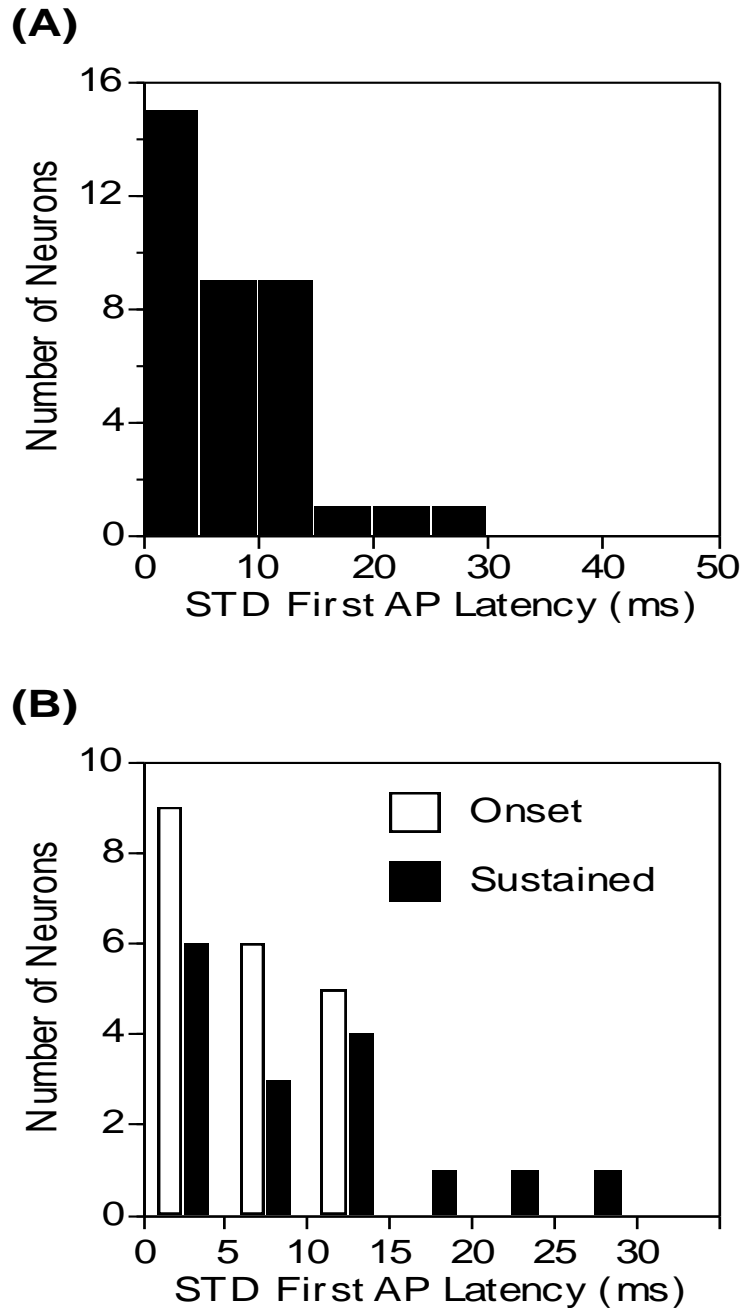 (A)
16
12
8
4
0
Number of Neurons
0 10 20 30 40 50
STD First AP Latency (ms)
(B)
10
8
6
4
2
0
Number of Neurons
Onset
Sustained
0 5 10 15 20 25 30
STD First AP Latency (ms)